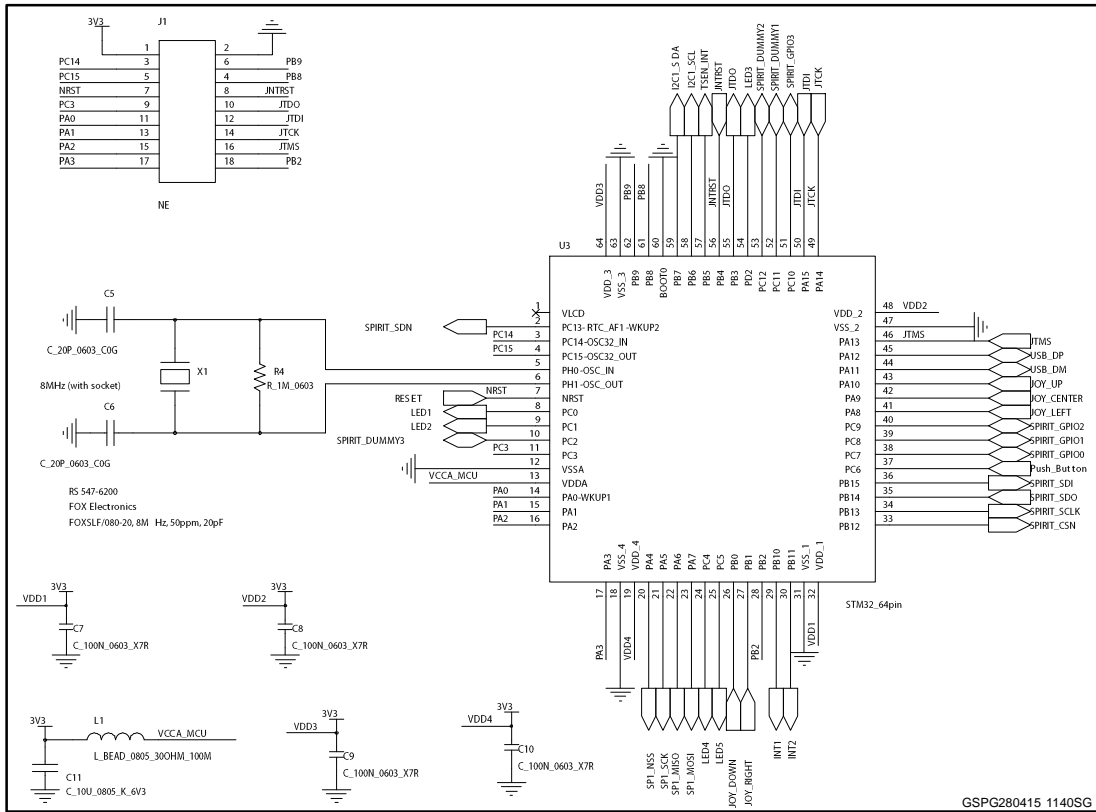 3V3
J1
1 2
PC14 3 6 PB9
PC15 5 4 PB8
NRST 7 8 JNTRST
PC3 9 10 JTDO
PA0 11 12 JTDI
PA1 13 14 JTCK
PA2 15 16 JTMS
PA3 17 18 PB2
NE
I2C1_S DA
I2C1_SCL
TSEN_INT
JNTRST
JTDO
LED3
SPIRIT_DUMMY2
SPIRIT_DUMMY1
SPIRIT_GPIO3
JTDI
JTCK
VDD3
PB9
PB8
JNTRST
JTDO
JTDI
JTCK
64 63 62 61 60 59 58 57 56 55 54 53 52 51 50 49
U3
VDD_3
VSS_3
PB9
PB8
BOOT0
PB7
PB6
PB5
PB4
PB3
PD2
PC12
PC11
PC10
PA15
PA14
1 VLCD
SPIRIT_SDN 2 PC13- RTC_AF1 -WKUP2
PC14 3 PC14-OSC32_IN
PC15 4 PC15-OSC32_OUT
5 PH0-OSC_IN
6 PH1-OSC_OUT
RESET NRST 7 NRST
LED1 8 PC0
LED2 9 PC1
SPIRIT_DUMMY3 10 PC2
PC3 11 PC3
12 VSSA
VCCA_MCU 13 VDDA
PA0 14 PA0-WKUP1
PA1 15 PA1
PA2 16 PA2
VDD_2 48 VDD2
VSS_2 47
PA13 46 JTMS JTMS
PA12 45 USB_DP
PA11 44 USB_DM
PA10 43 JOY_UP
PA9 42 JOY_CENTER
PA8 41 JOY_LEFT
PC9 40 SPIRIT_GPIO2
PC8 39 SPIRIT_GPIO1
PC7 38 SPIRIT_GPIO0
PC6 37 Push_Button
PB15 36 SPIRIT_SDI
PB14 35 SPIRIT_SDO
PB13 34 SPIRIT_SCLK
PB12 33 SPIRIT_CSN
PA3
VSS_4
VDD_4
PA4
PA5
PA6
PA7
PC4
PC5
PB0
PB1
PB2
PB10
PB11
VSS_1
VDD_1
17 18 19 20 21 22 23 24 25 26 27 28 29 30 31 32
STM32_64pin
PA3
VDD4
PB2
VDD1
SP1_NSS
SP1_SCK
SP1_MISO
SP1_MOSI
LED4
LED5
JOY_DOWN
JOY_RIGHT
INT1
INT2
C5
C_20P_0603_C0G
8MHz (with socket)
X1
R4
R_1M_0603
C6
C_20P_0603_C0G
RS 547-6200
FOX Electronics
FOXSLF/080-20, 8M Hz, 50ppm, 20pF
3V3
VDD1
C7
C_100N_0603_X7R
3V3
VDD2
C8
C_100N_0603_X7R
3V3
L1
VCCA_MCU
L_BEAD_0805_30OHM_100M
C11
C_10U_0805_K_6V3
3V3
VDD3
C9
C_100N_0603_X7R
3V3
VDD4
C10
C_100N_0603_X7R
GSPG280415 1140SG